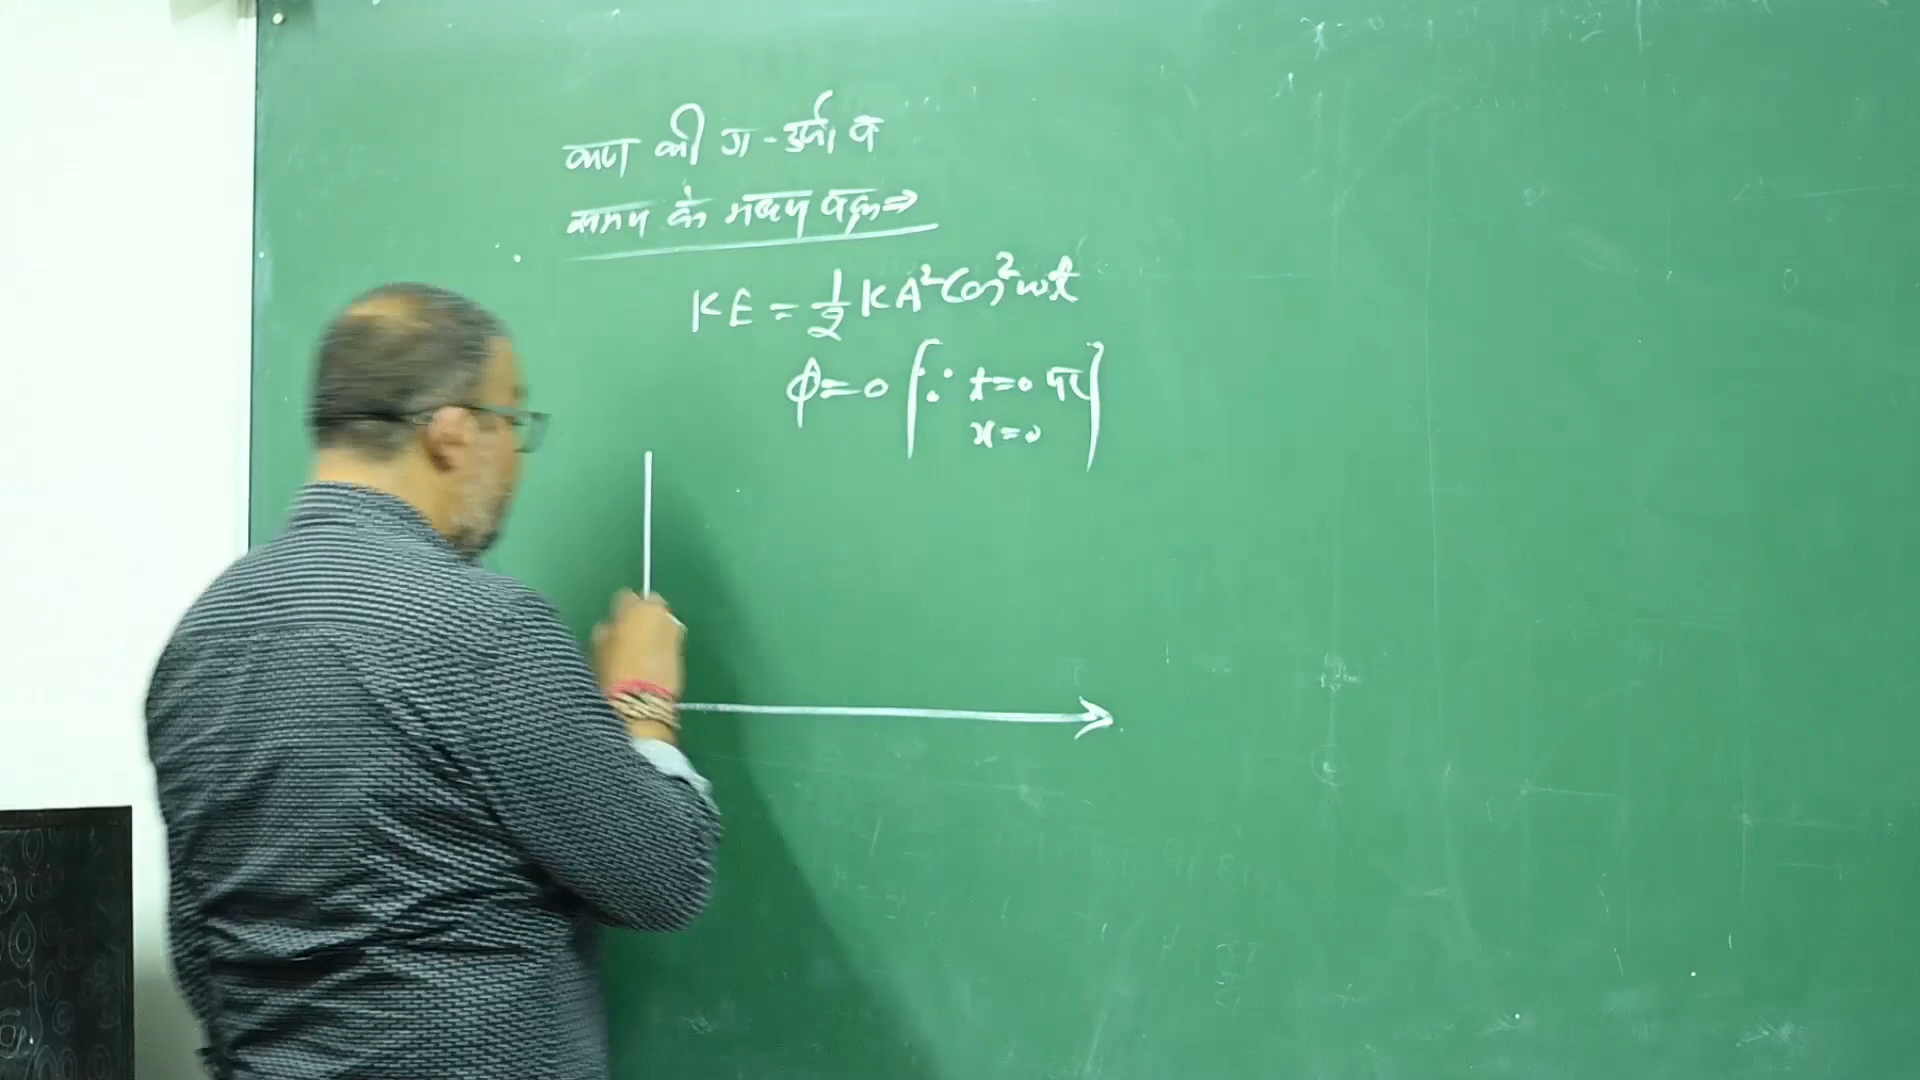 कण की ग-ऊर्जा व
समय के मध्य वक्र⇒
KE = 1/2 KA² Cos² ωt
φ=0 [∵ t=0 पर
x=0]